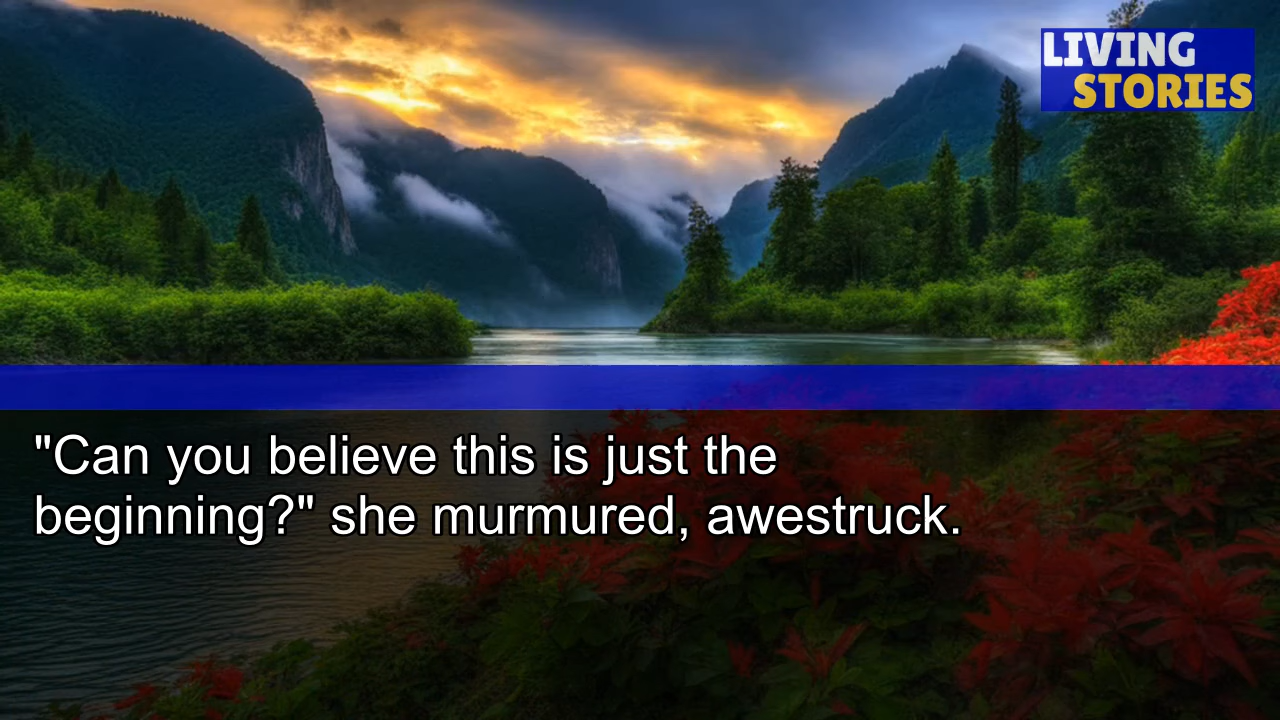 LIVING
STORIES
"Can you believe this is just the
beginning?" she murmured, awestruck.